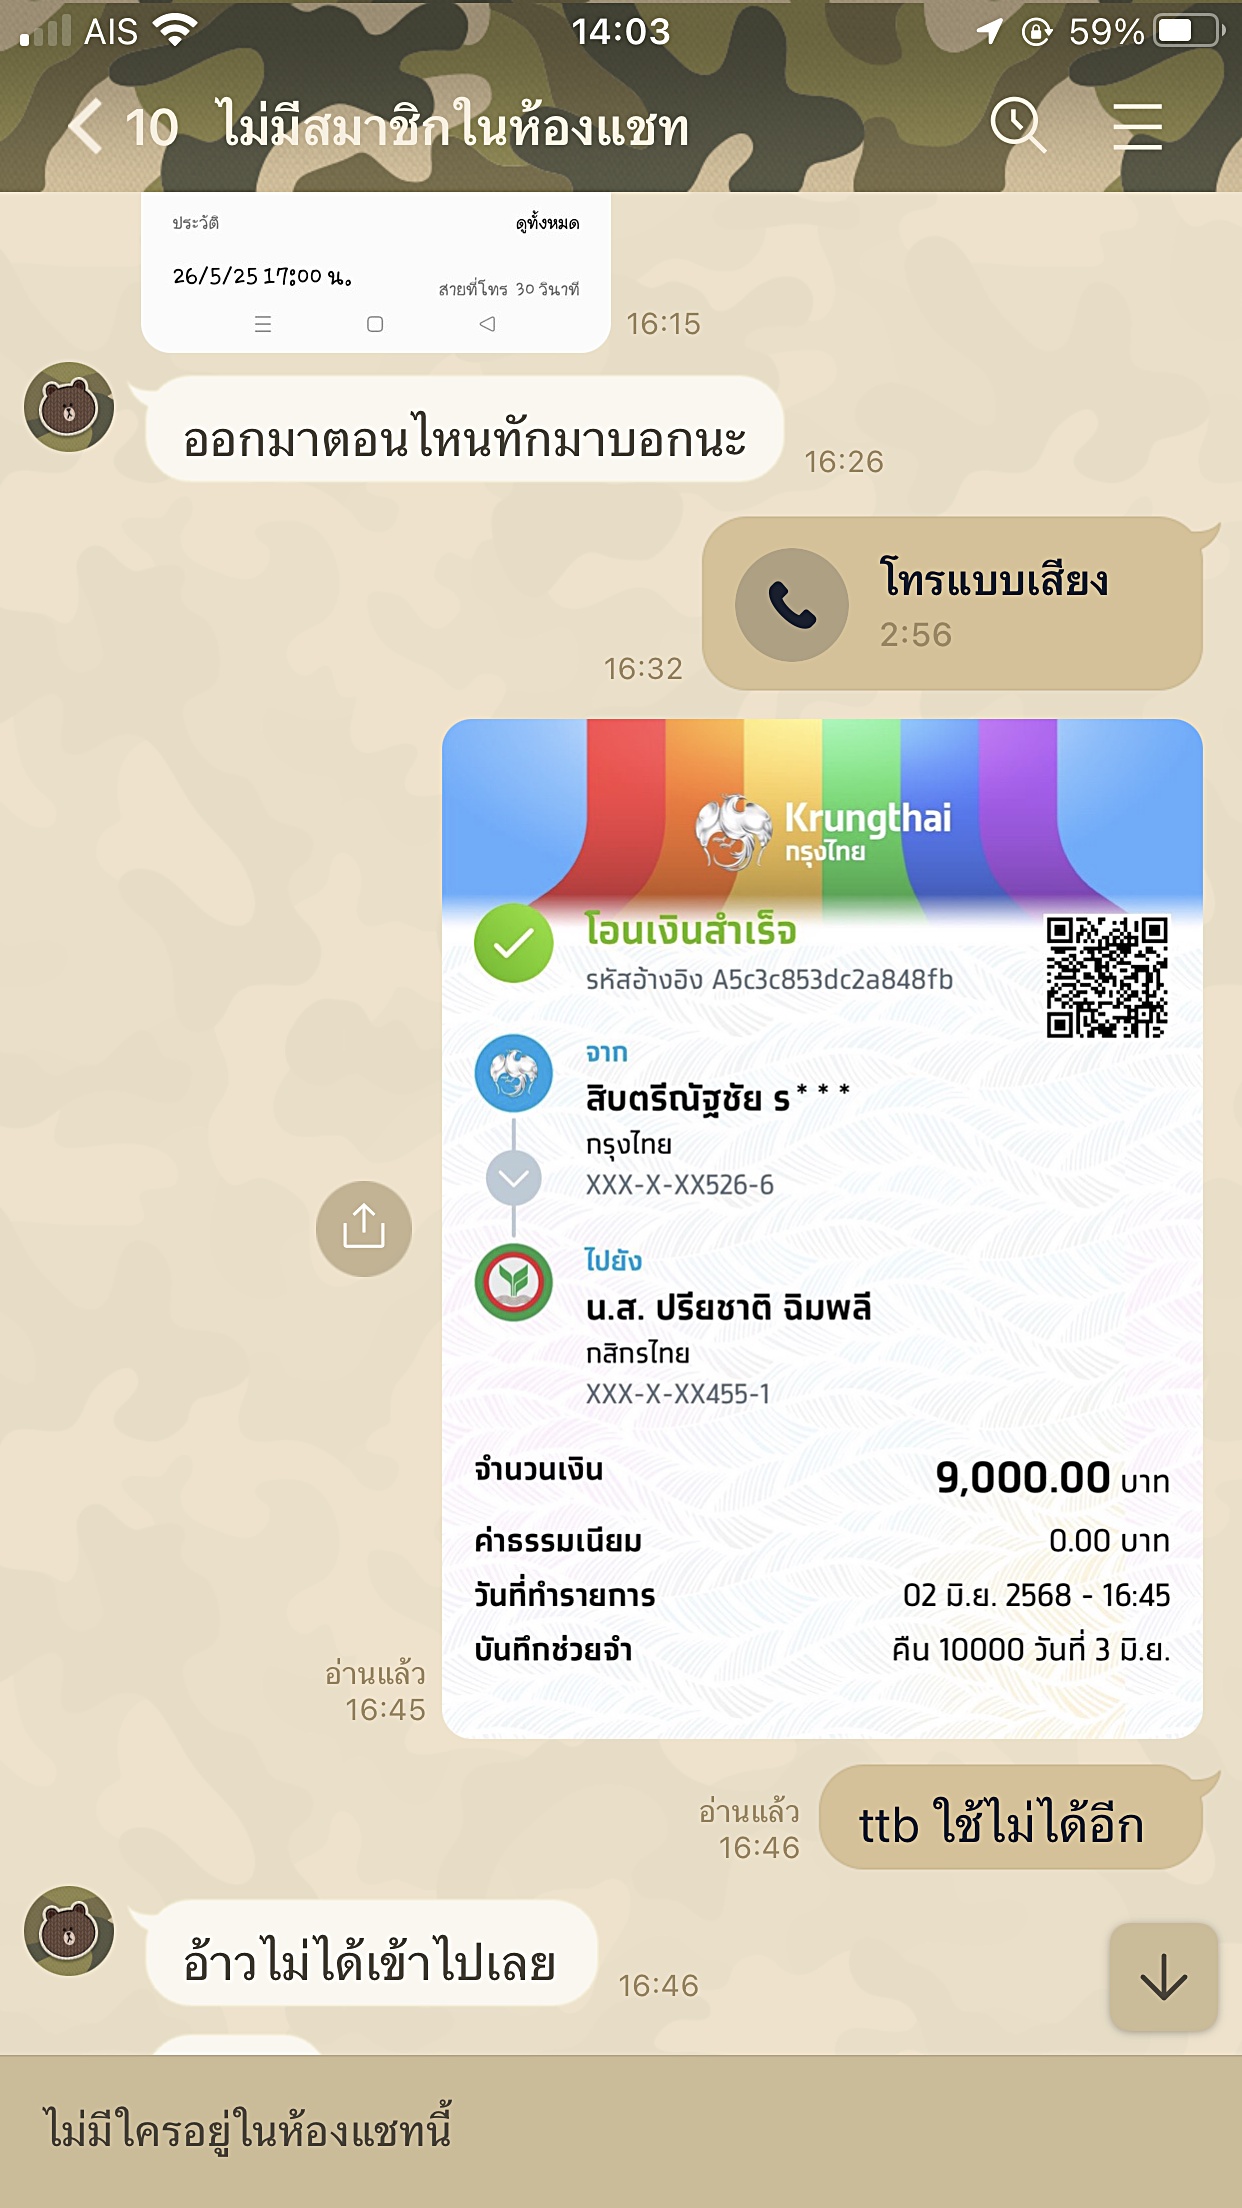 AIS 14:03 59%
10 ไม่มีสมาชิกในห้องแชท
ประวัติ ดูทั้งหมด
26/5/25 17:00 น. สายที่โทร 30 วินาที
16:15
ออกมาตอนไหนทักมาบอกนะ
16:26
โทรแบบเสียง
2:56
16:32
Krungthai
กรุงไทย
โอนเงินสำเร็จ
รหัสอ้างอิง A5c3c853dc2a848fb
จาก
สิบตรีณัฐชัย ร***
กรุงไทย
XXX-X-XX526-6
ไปยัง
น.ส. ปรียชาติ ฉิมพลี
กสิกรไทย
XXX-X-XX455-1
จำนวนเงิน 9,000.00 บาท
ค่าธรรมเนียม 0.00 บาท
วันที่ทำรายการ 02 มิ.ย. 2568 - 16:45
บันทึกช่วยจำ คืน 10000 วันที่ 3 มิ.ย.
อ่านแล้ว
16:45
ttb ใช้ไม่ได้อีก
อ่านแล้ว
16:46
อ้าวไม่ได้เข้าไปเลย
16:46
ไม่มีใครอยู่ในห้องแชทนี้